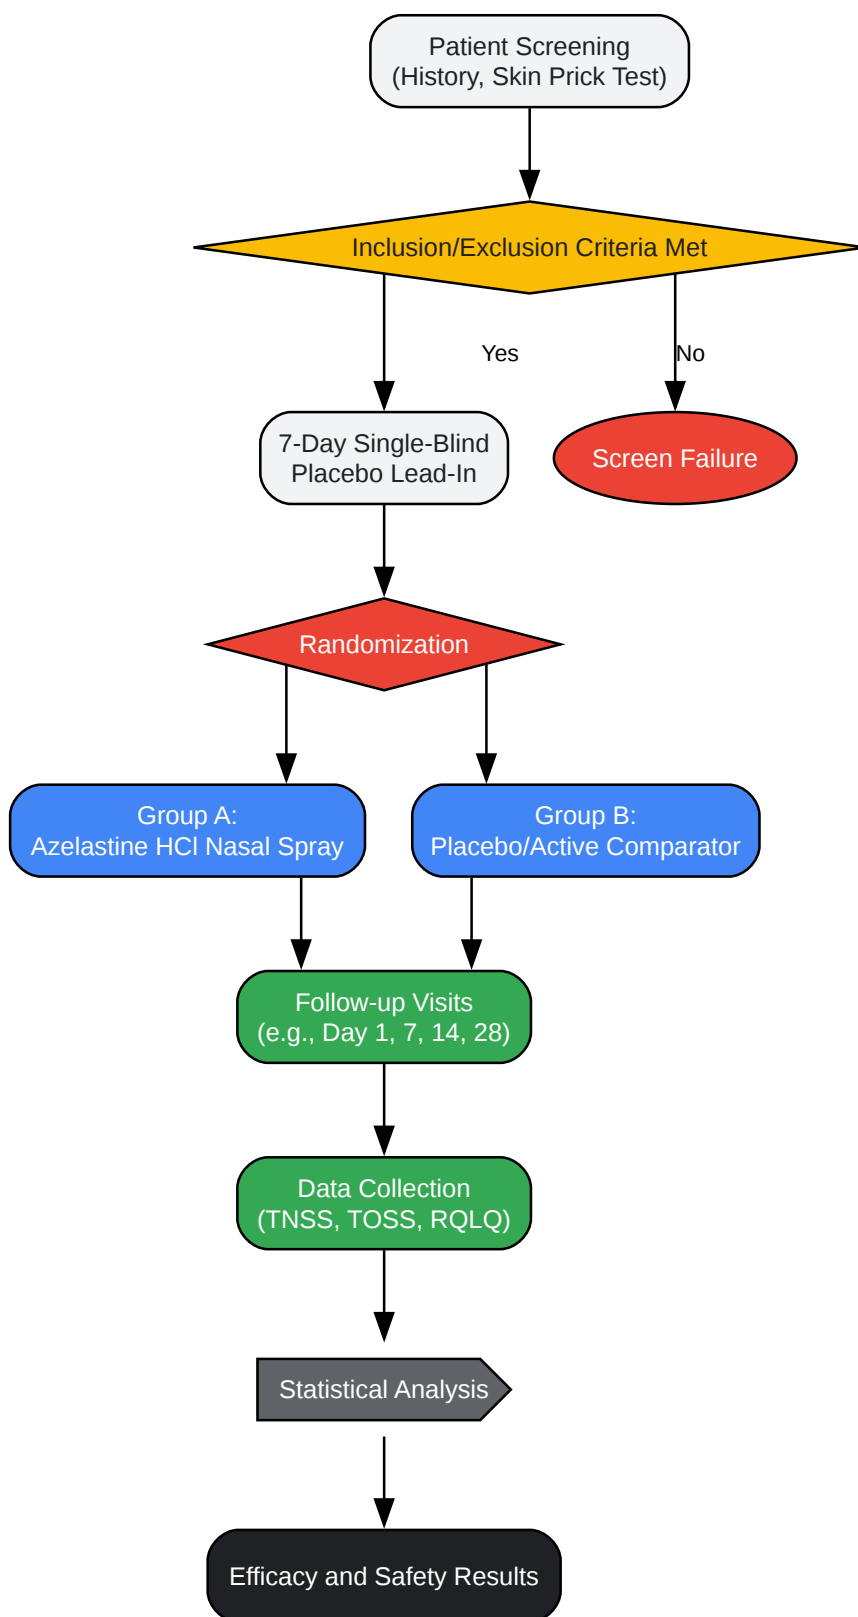 Patient Screening
(History, Skin Prick Test)
Inclusion/Exclusion Criteria Met
Yes
No
7-Day Single-Blind
Placebo Lead-In
Screen Failure
Randomization
Group A:
Azelastine HCl Nasal Spray
Group B:
Placebo/Active Comparator
Follow-up Visits
(e.g., Day 1, 7, 14, 28)
Data Collection
(TNSS, TOSS, RQLQ)
Statistical Analysis
Efficacy and Safety Results